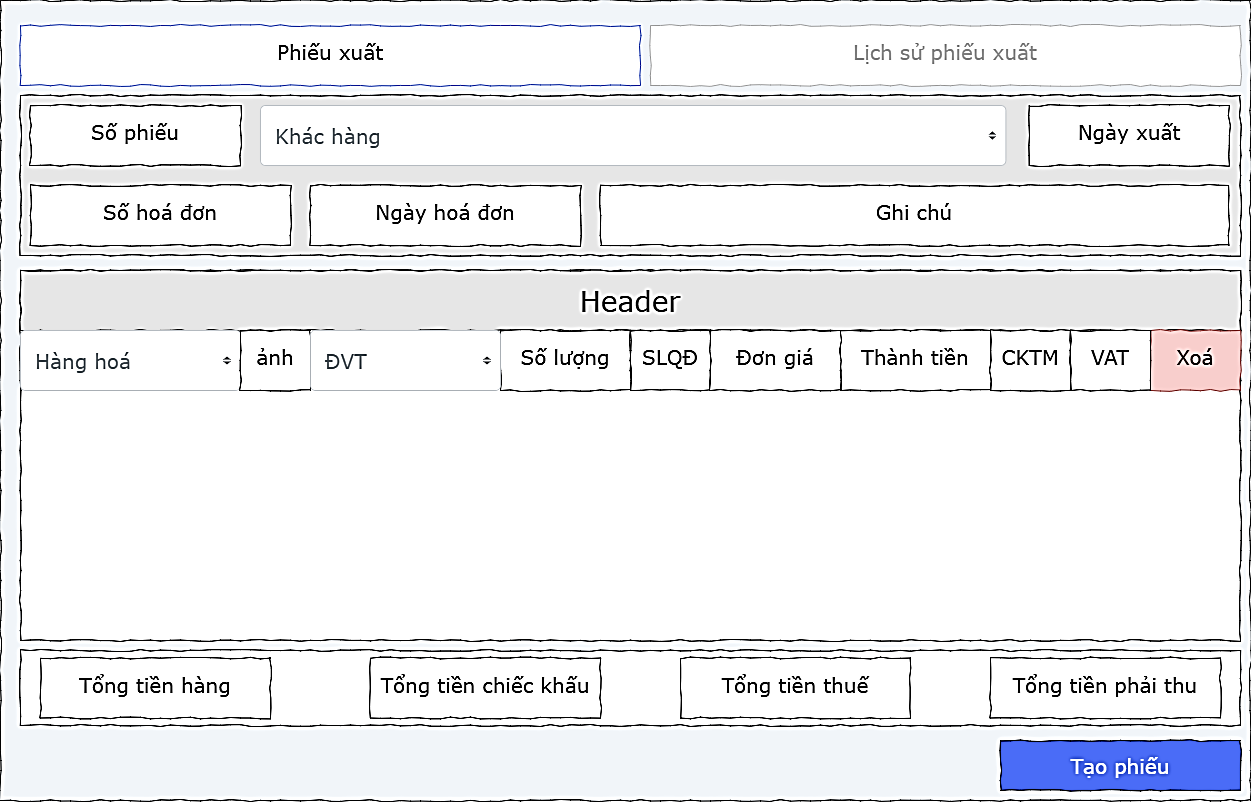 Phiếu xuất
Lịch sử phiếu xuất
Số phiếu
Khác hàng
Ngày xuất
Số hoá đơn
Ngày hoá đơn
Ghi chú
Header
Hàng hoá
ảnh
ĐVT
Số lượng
SLQĐ
Đơn giá
Thành tiền
CKTM
VAT
Xoá
Tổng tiền hàng
Tổng tiền chiếc khấu
Tổng tiền thuế
Tổng tiền phải thu
Tạo phiếu